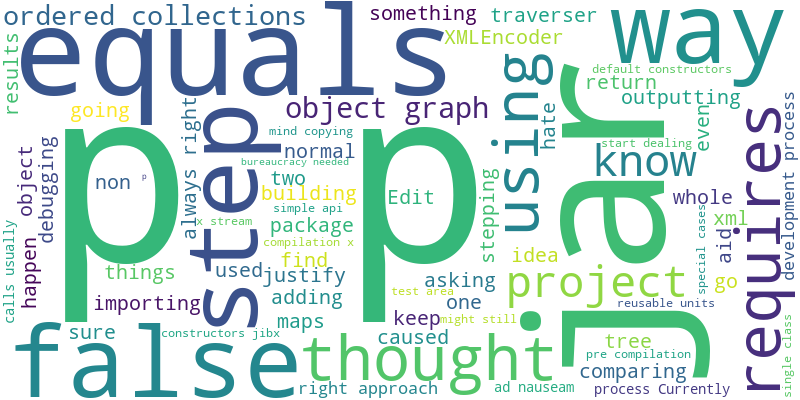 ordered collections
something
traverser
way
XMLEncoder
equals
results
default constructors
return
outputting
going
object graph
using
hate
even
requires
development process
p
p
jar
step
always right
mind copying
normal
start dealing
know
debugging
object
bureaucracy needed
two
non
p
building
Edit
stepping
whole
simple api
x stream
package
xml
special cases
compilation x
aid
calls usually
happen
things
find
idea
used
justify
asking
project
go
test area
adding
one
importing
reusable units
maps
keep
might still
sure
constructors jibx
caused
tree
false
thought
pre compilation
comparing
single class
right approach
ad nauseam
process Currently